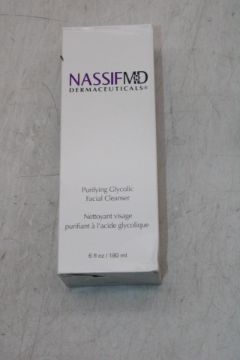 NASSIFMD
DERMACEUTICALS®
Purifying Glycolic
Facial Cleanser
Nettoyant visage
purifiant à l'acide glycolique
6 fl oz / 180 ml